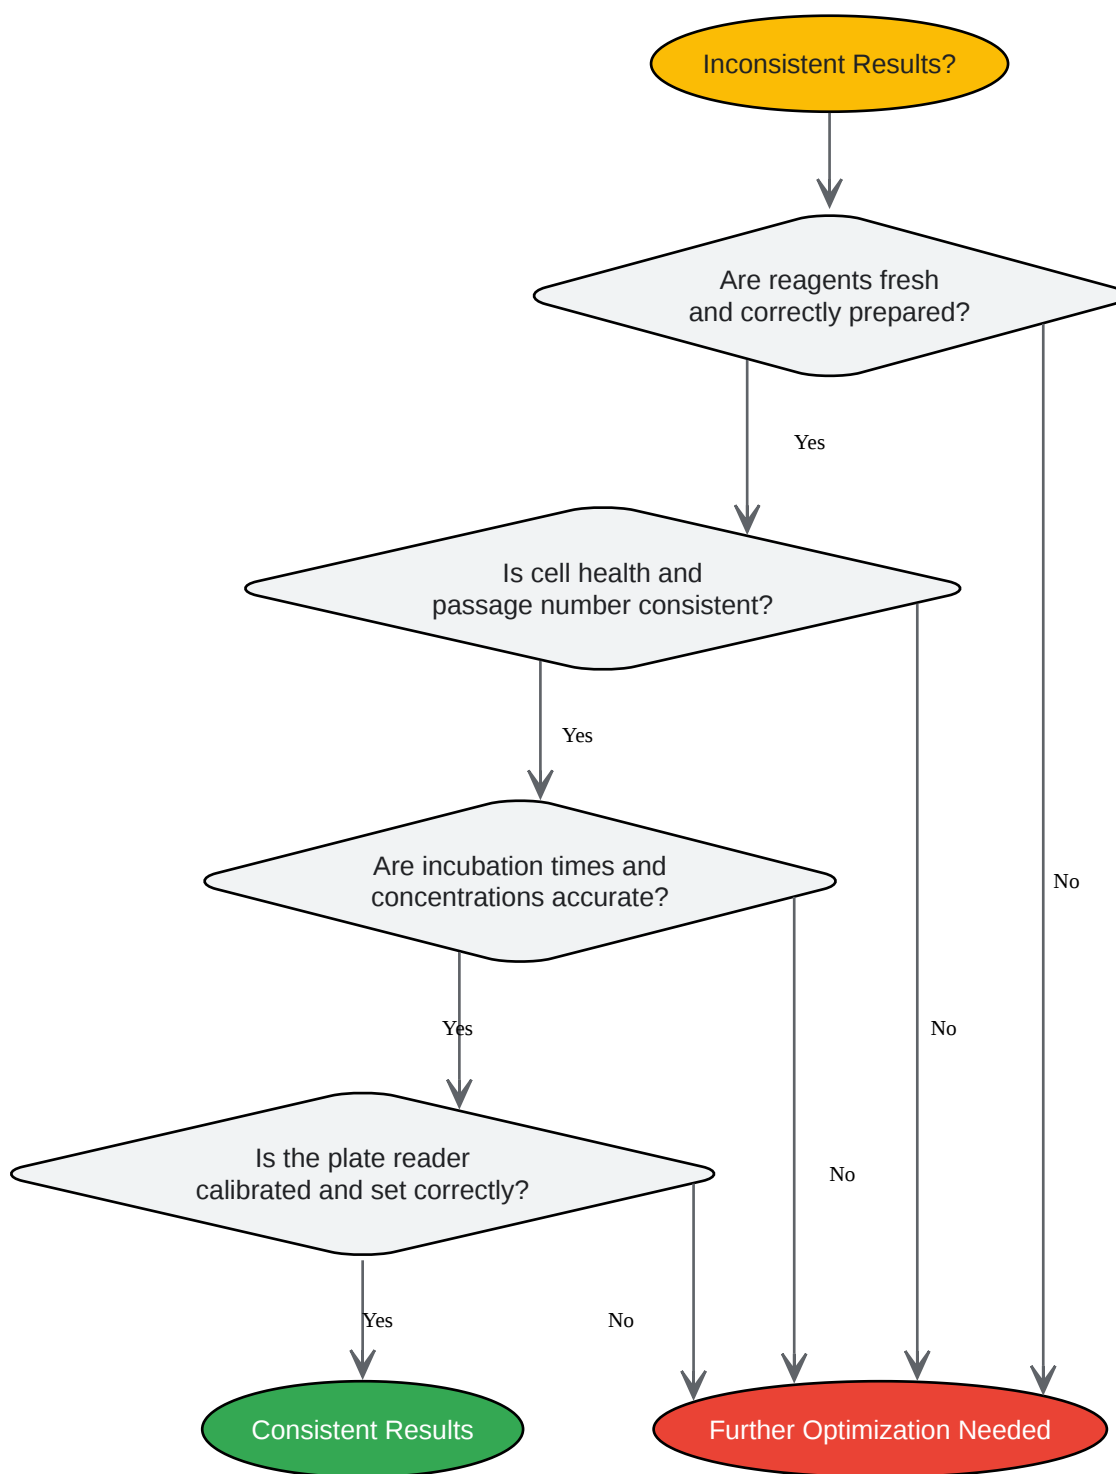 Inconsistent Results?
Are reagents fresh
and correctly prepared?
Yes
Is cell health and
passage number consistent?
Yes
Are incubation times and
concentrations accurate?
No
Yes
No
Is the plate reader
calibrated and set correctly?
No
Yes
No
Consistent Results
Further Optimization Needed